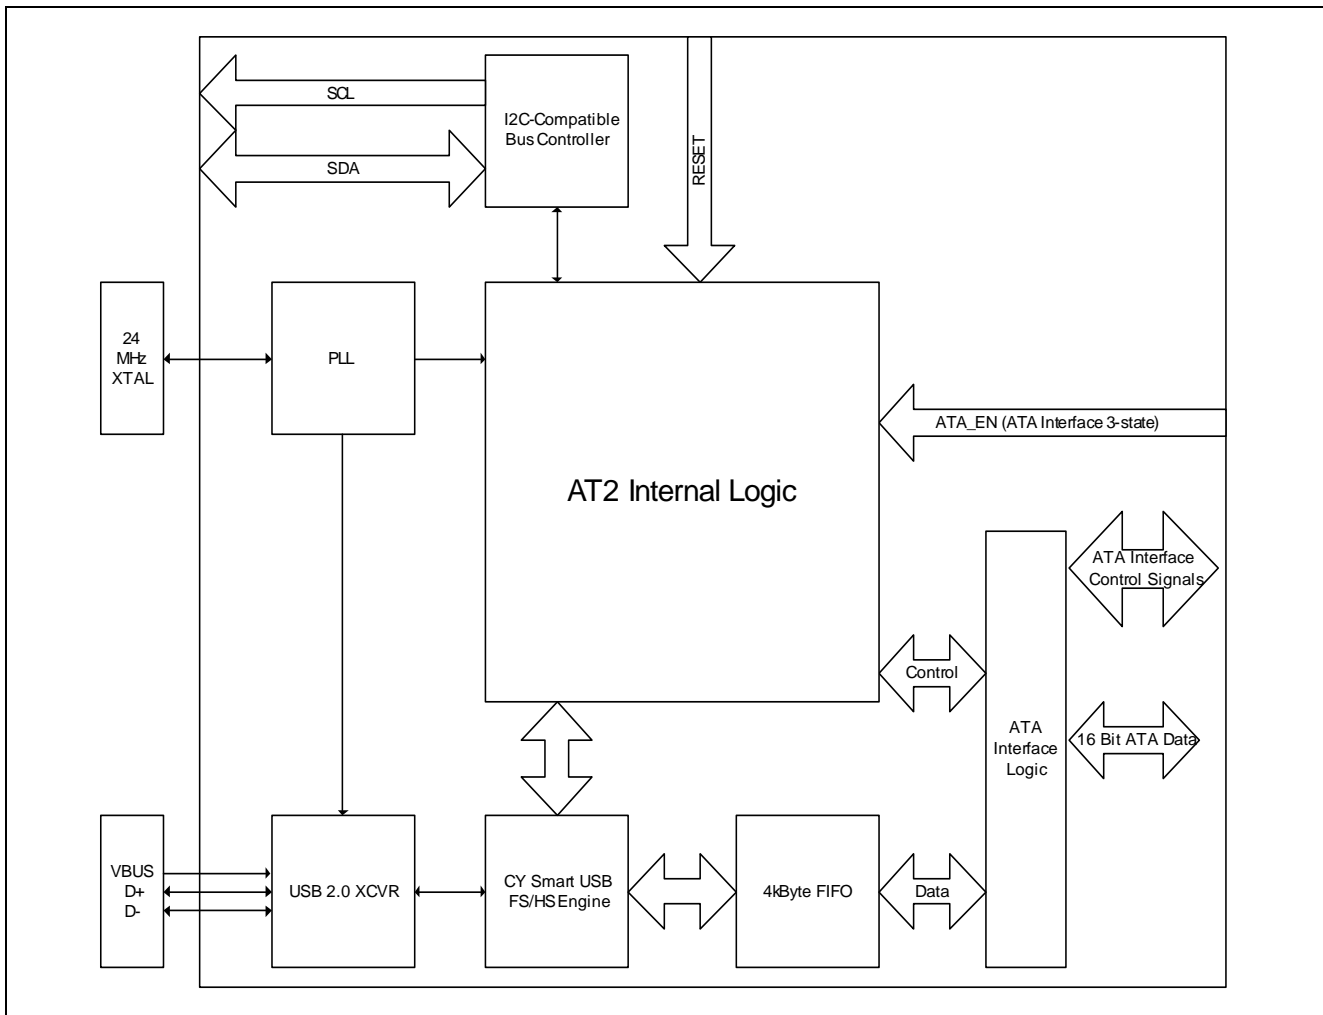 SCL
I2C-Compatible
Bus Controller
SDA
RESET
24
MHz
XTAL
PLL
ATA_EN (ATA Interface 3-state)
AT2 Internal Logic
ATA Interface
Control Signals
Control
ATA
Interface
Logic
16 Bit ATA Data
VBUS
D+
D-
USB 2.0 XCVR
CY Smart USB
FS/HS Engine
4kByte FIFO
Data